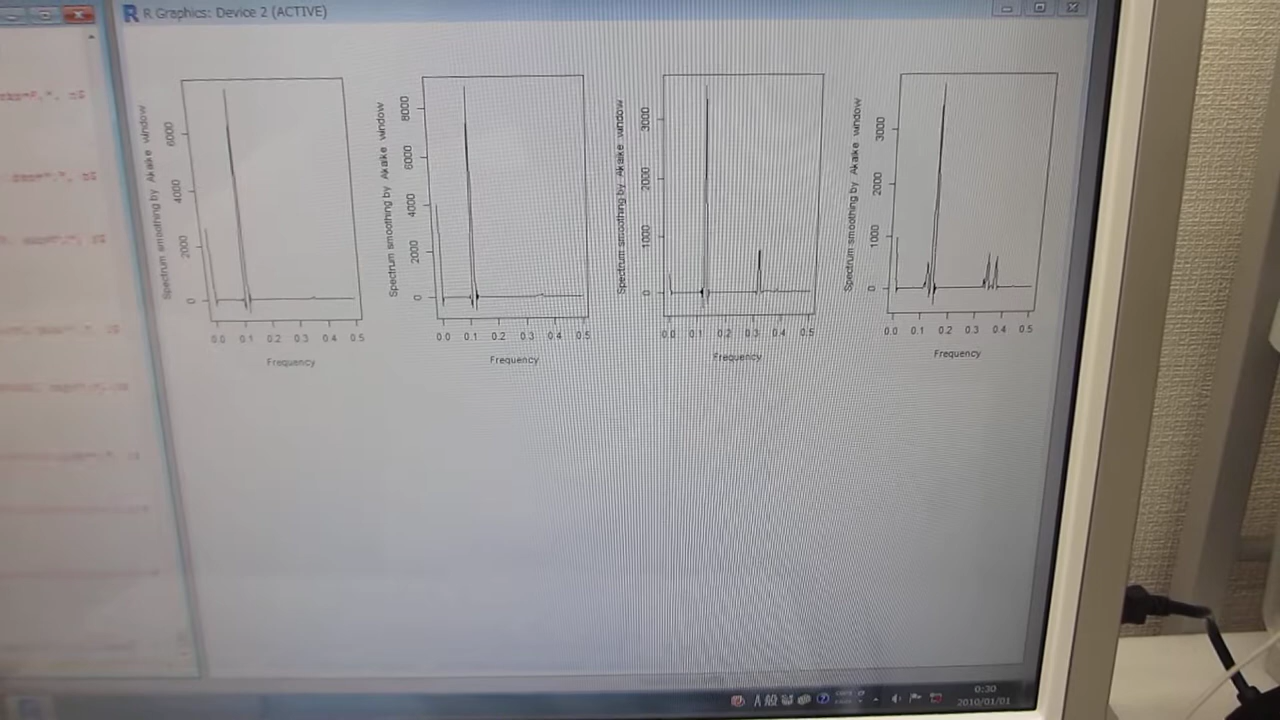 R Graphics: Device 2 (ACTIVE)
Spectrum smoothing by Akaike window
0 2000 4000 6000
0.0 0.1 0.2 0.3 0.4 0.5
Frequency
Spectrum smoothing by Akaike window
0 2000 4000 6000 8000
0.0 0.1 0.2 0.3 0.4 0.5
Frequency
Spectrum smoothing by Akaike window
0 1000 2000 3000
0.0 0.1 0.2 0.3 0.4 0.5
Frequency
Spectrum smoothing by Akaike window
0 1000 2000 3000
0.0 0.1 0.2 0.3 0.4 0.5
Frequency
A 般
0:30
2010/01/01